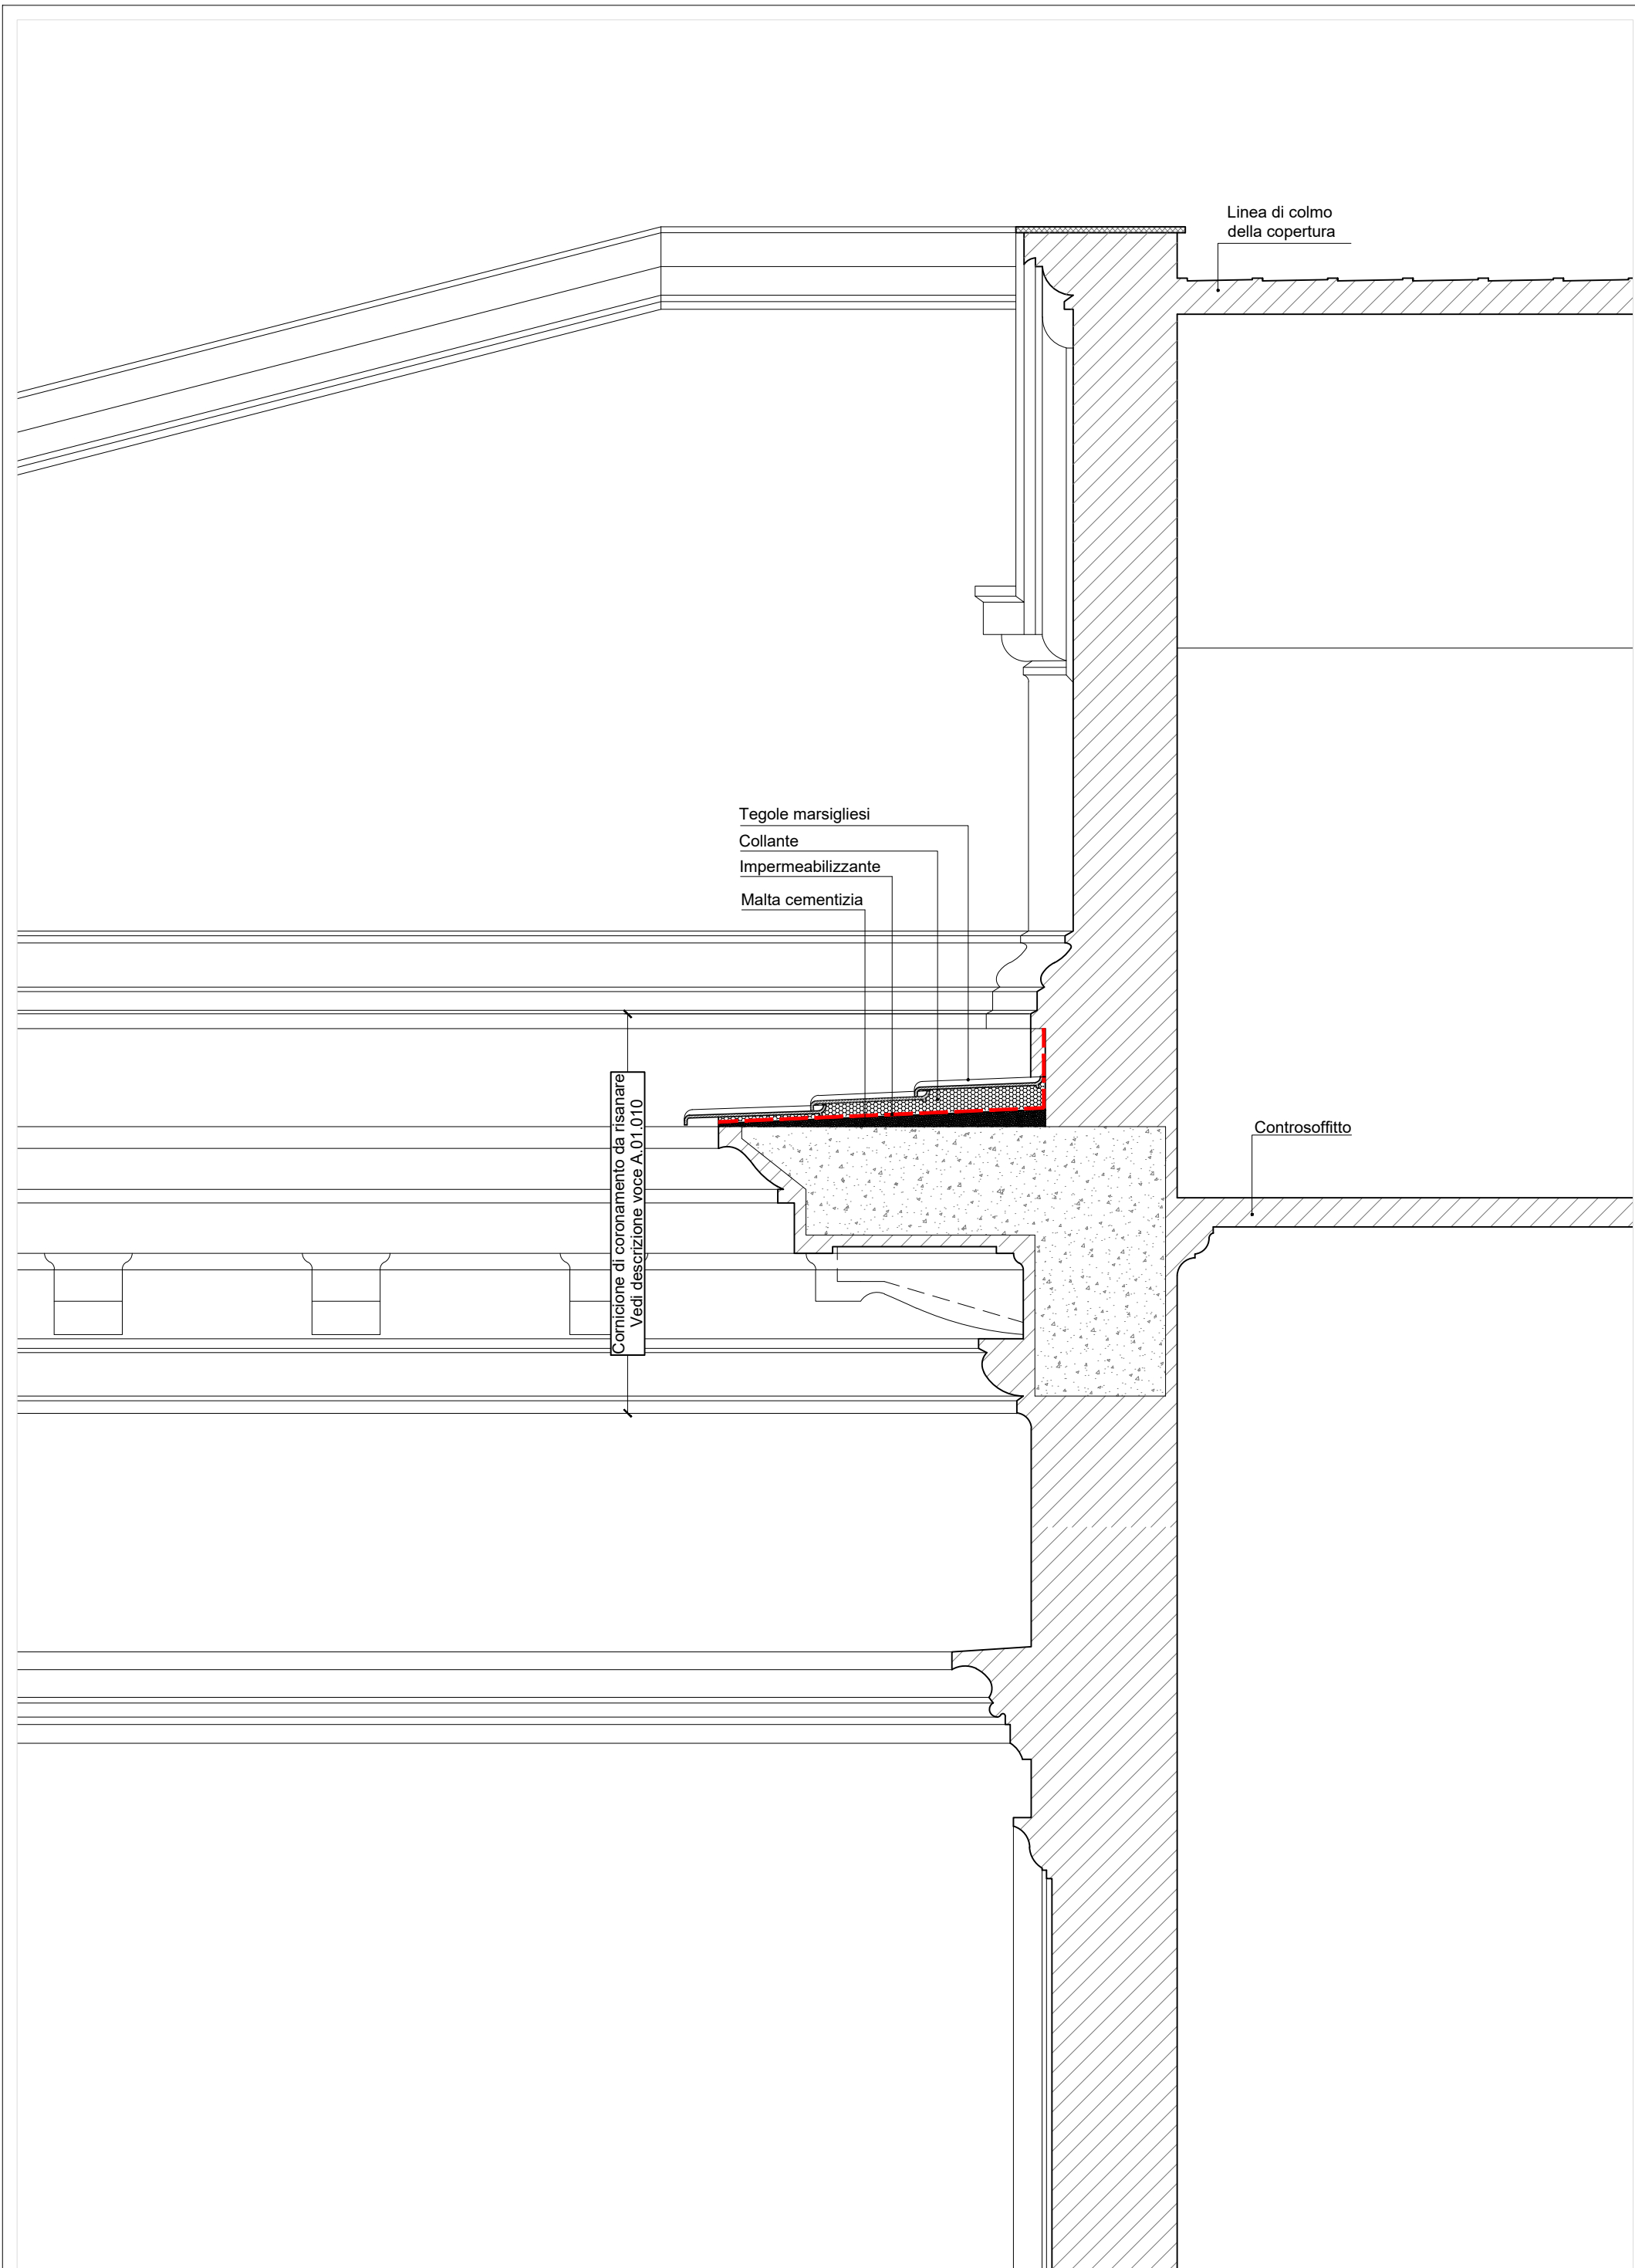 Linea di colmo
della copertura
Tegole marsigliesi
Collante
Impermeabilizzante
Malta cementizia
Cornicione di coronamento da risanare
Vedi descrizione voce A.01.010
Controsoffitto